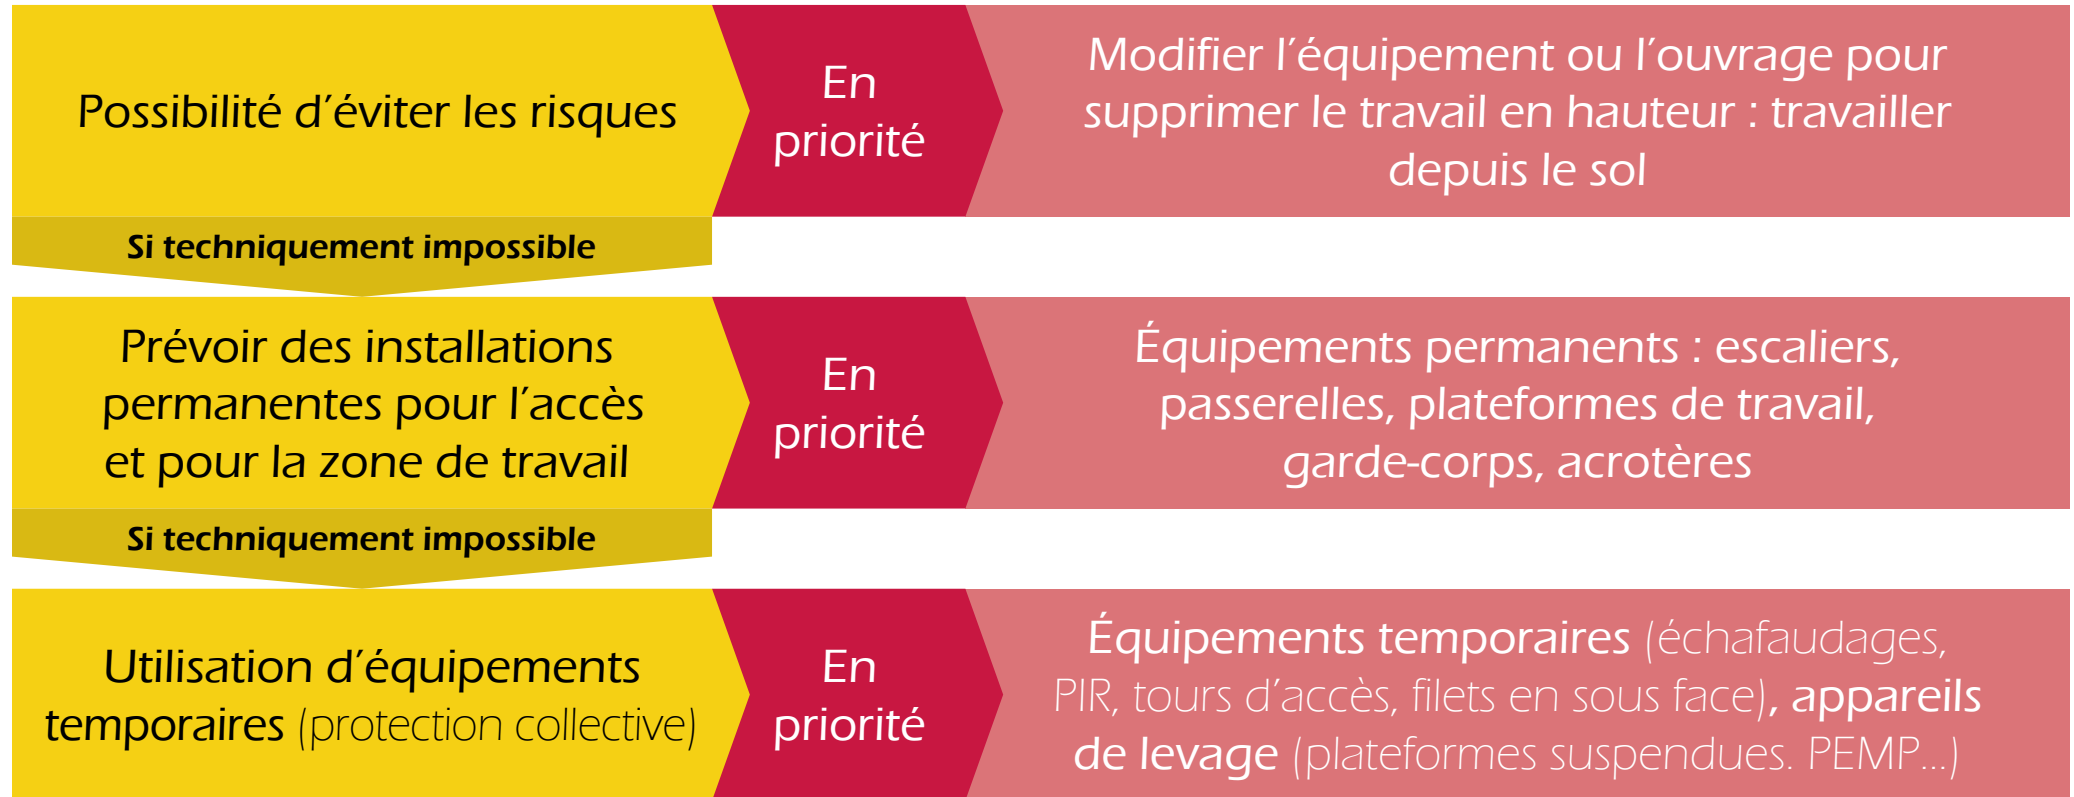 Possibilité d’éviter les risques
En
priorité
Modifier l’équipement ou l’ouvrage pour
supprimer le travail en hauteur : travailler
depuis le sol
Si techniquement impossible
Prévoir des installations
permanentes pour l’accès
et pour la zone de travail
En
priorité
Équipements permanents : escaliers,
passerelles, plateformes de travail,
garde-corps, acrotères
Si techniquement impossible
Utilisation d’équipements
temporaires (protection collective)
En
priorité
Équipements temporaires (échafaudages,
PIR, tours d’accès, filets en sous face), appareils
de levage (plateformes suspendues. PEMP...)